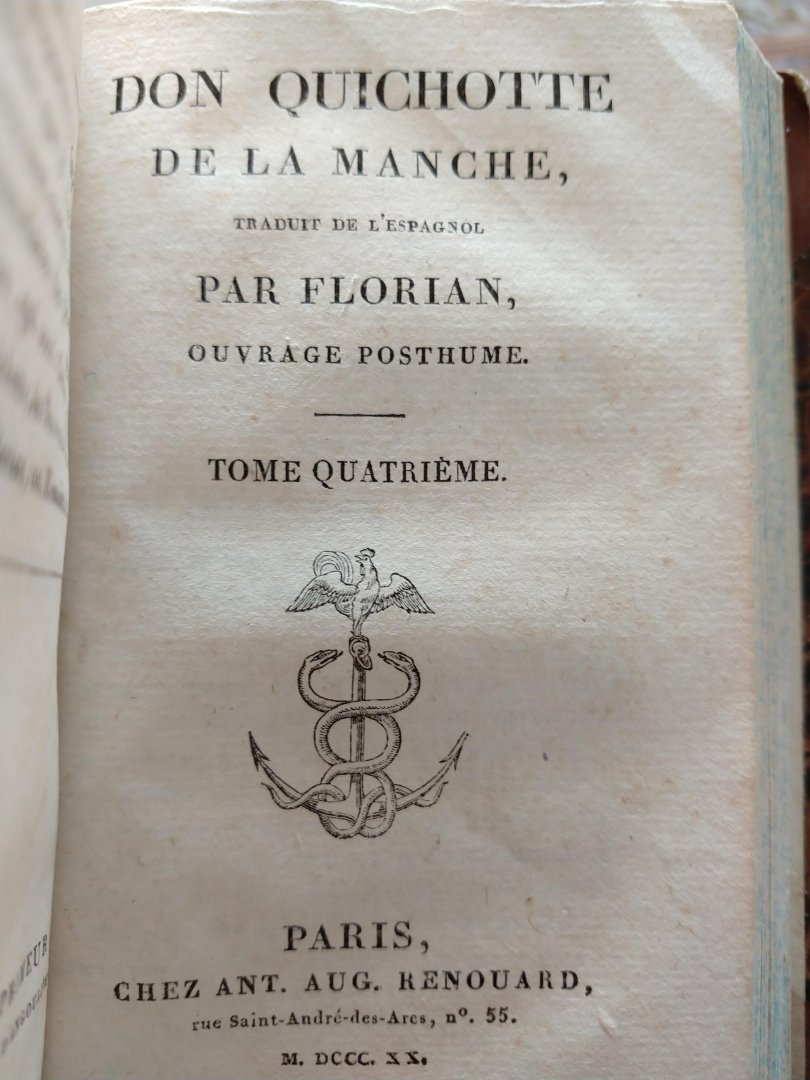 DON QUICHOTTE
DE LA MANCHE,
TRADUIT DE L'ESPAGNOL
PAR FLORIAN,
OUVRAGE POSTHUME.
TOME QUATRIÈME.
PARIS,
CHEZ ANT. AUG. RENOUARD,
rue Saint-André-des-Arcs, nº. 55.
M. DCCC. XX.